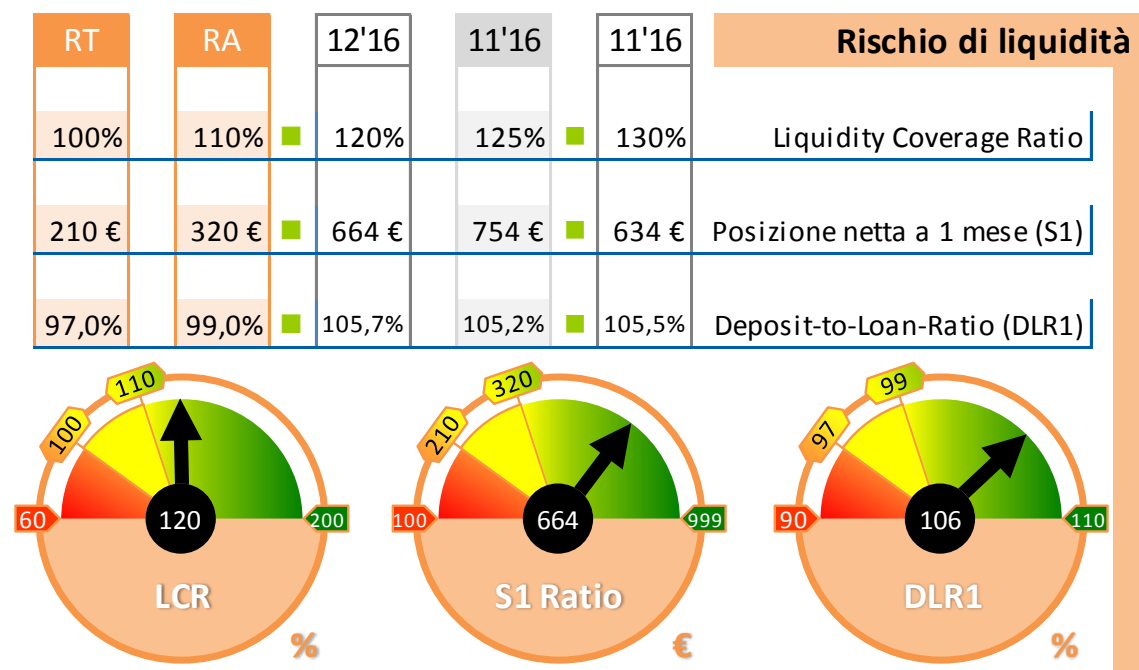 RT RA 12'16 11'16 11'16 Rischio di liquidità
100% 110% 120% 125% 130% Liquidity Coverage Ratio
210 € 320 € 664 € 754 € 634 € Posizione netta a 1 mese (S1)
97,0% 99,0% 105,7% 105,2% 105,5% Deposit-to-Loan-Ratio (DLR1)
60 100 110 200
120
LCR
%
100 210 320 999
664
S1 Ratio
€
90 97 99 110
106
DLR1
%